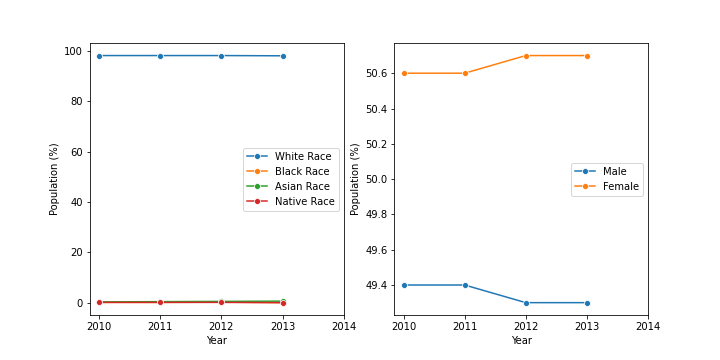 100
80
60
40
20
0
Population (%)
2010 2011 2012 2013 2014
Year
White Race
Black Race
Asian Race
Native Race
50.6
50.4
50.2
50.0
49.8
49.6
49.4
Population (%)
2010 2011 2012 2013 2014
Year
Male
Female